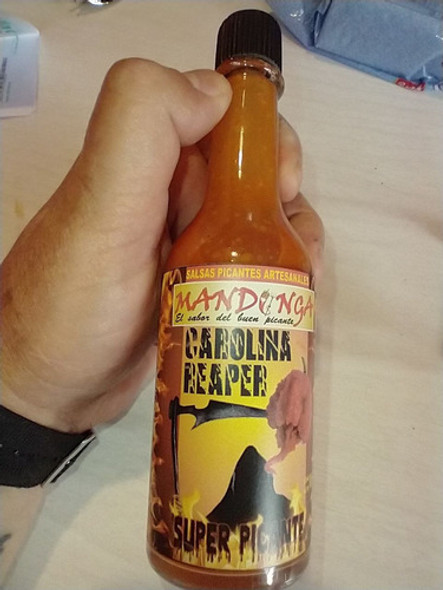 SALSAS PICANTES ARTESANALES
MANDINGA
El sabor del buen picante
CAROLINA
REAPER
SUPER PICANTE